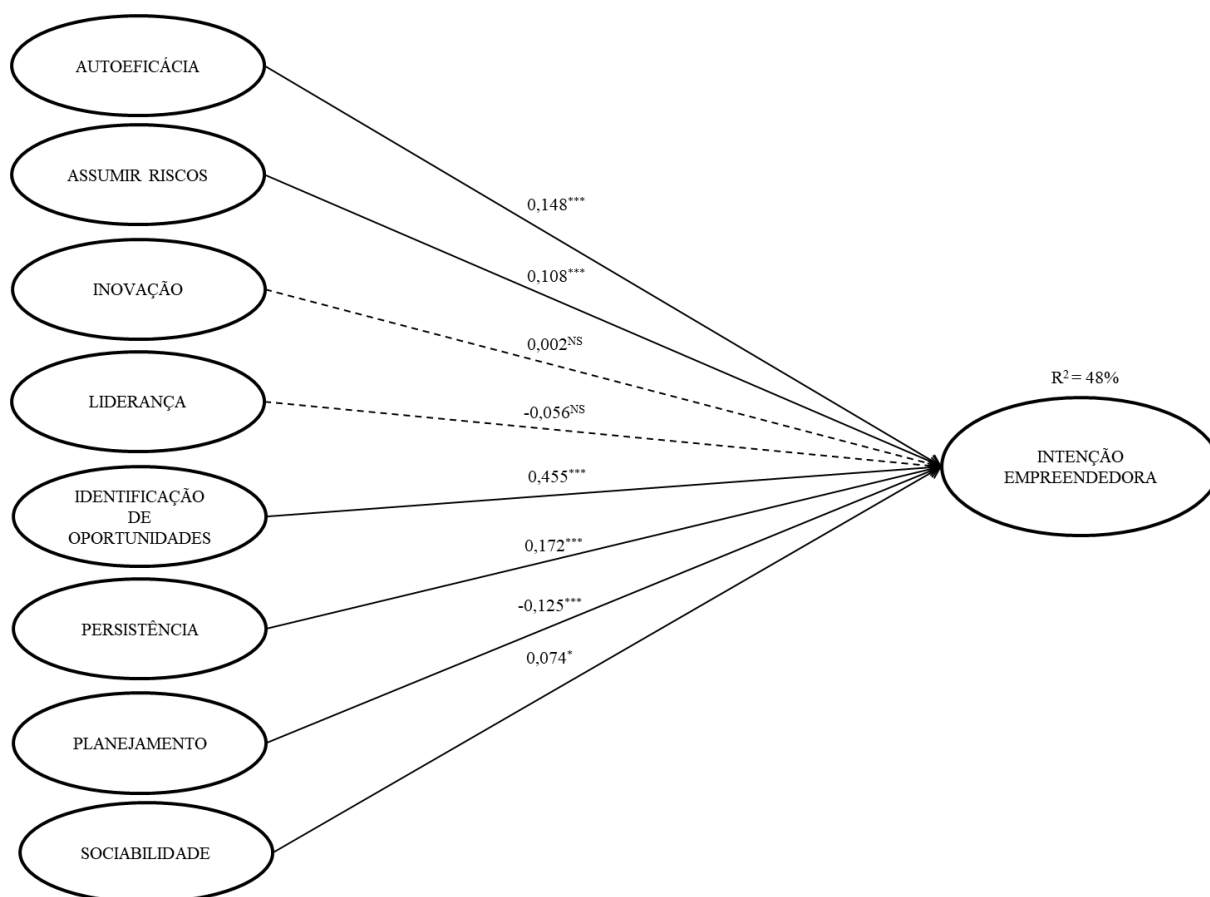 AUTOEFICÁCIA
ASSUMIR RISCOS
INOVAÇÃO
LIDERANÇA
IDENTIFICAÇÃO
DE
OPORTUNIDADES
PERSISTÊNCIA
PLANEJAMENTO
SOCIABILIDADE
0,148***
0,108***
0,002NS
-0,056NS
0,455***
0,172***
-0,125***
0,074*
R² = 48%
INTENÇÃO
EMPREENDEDORA